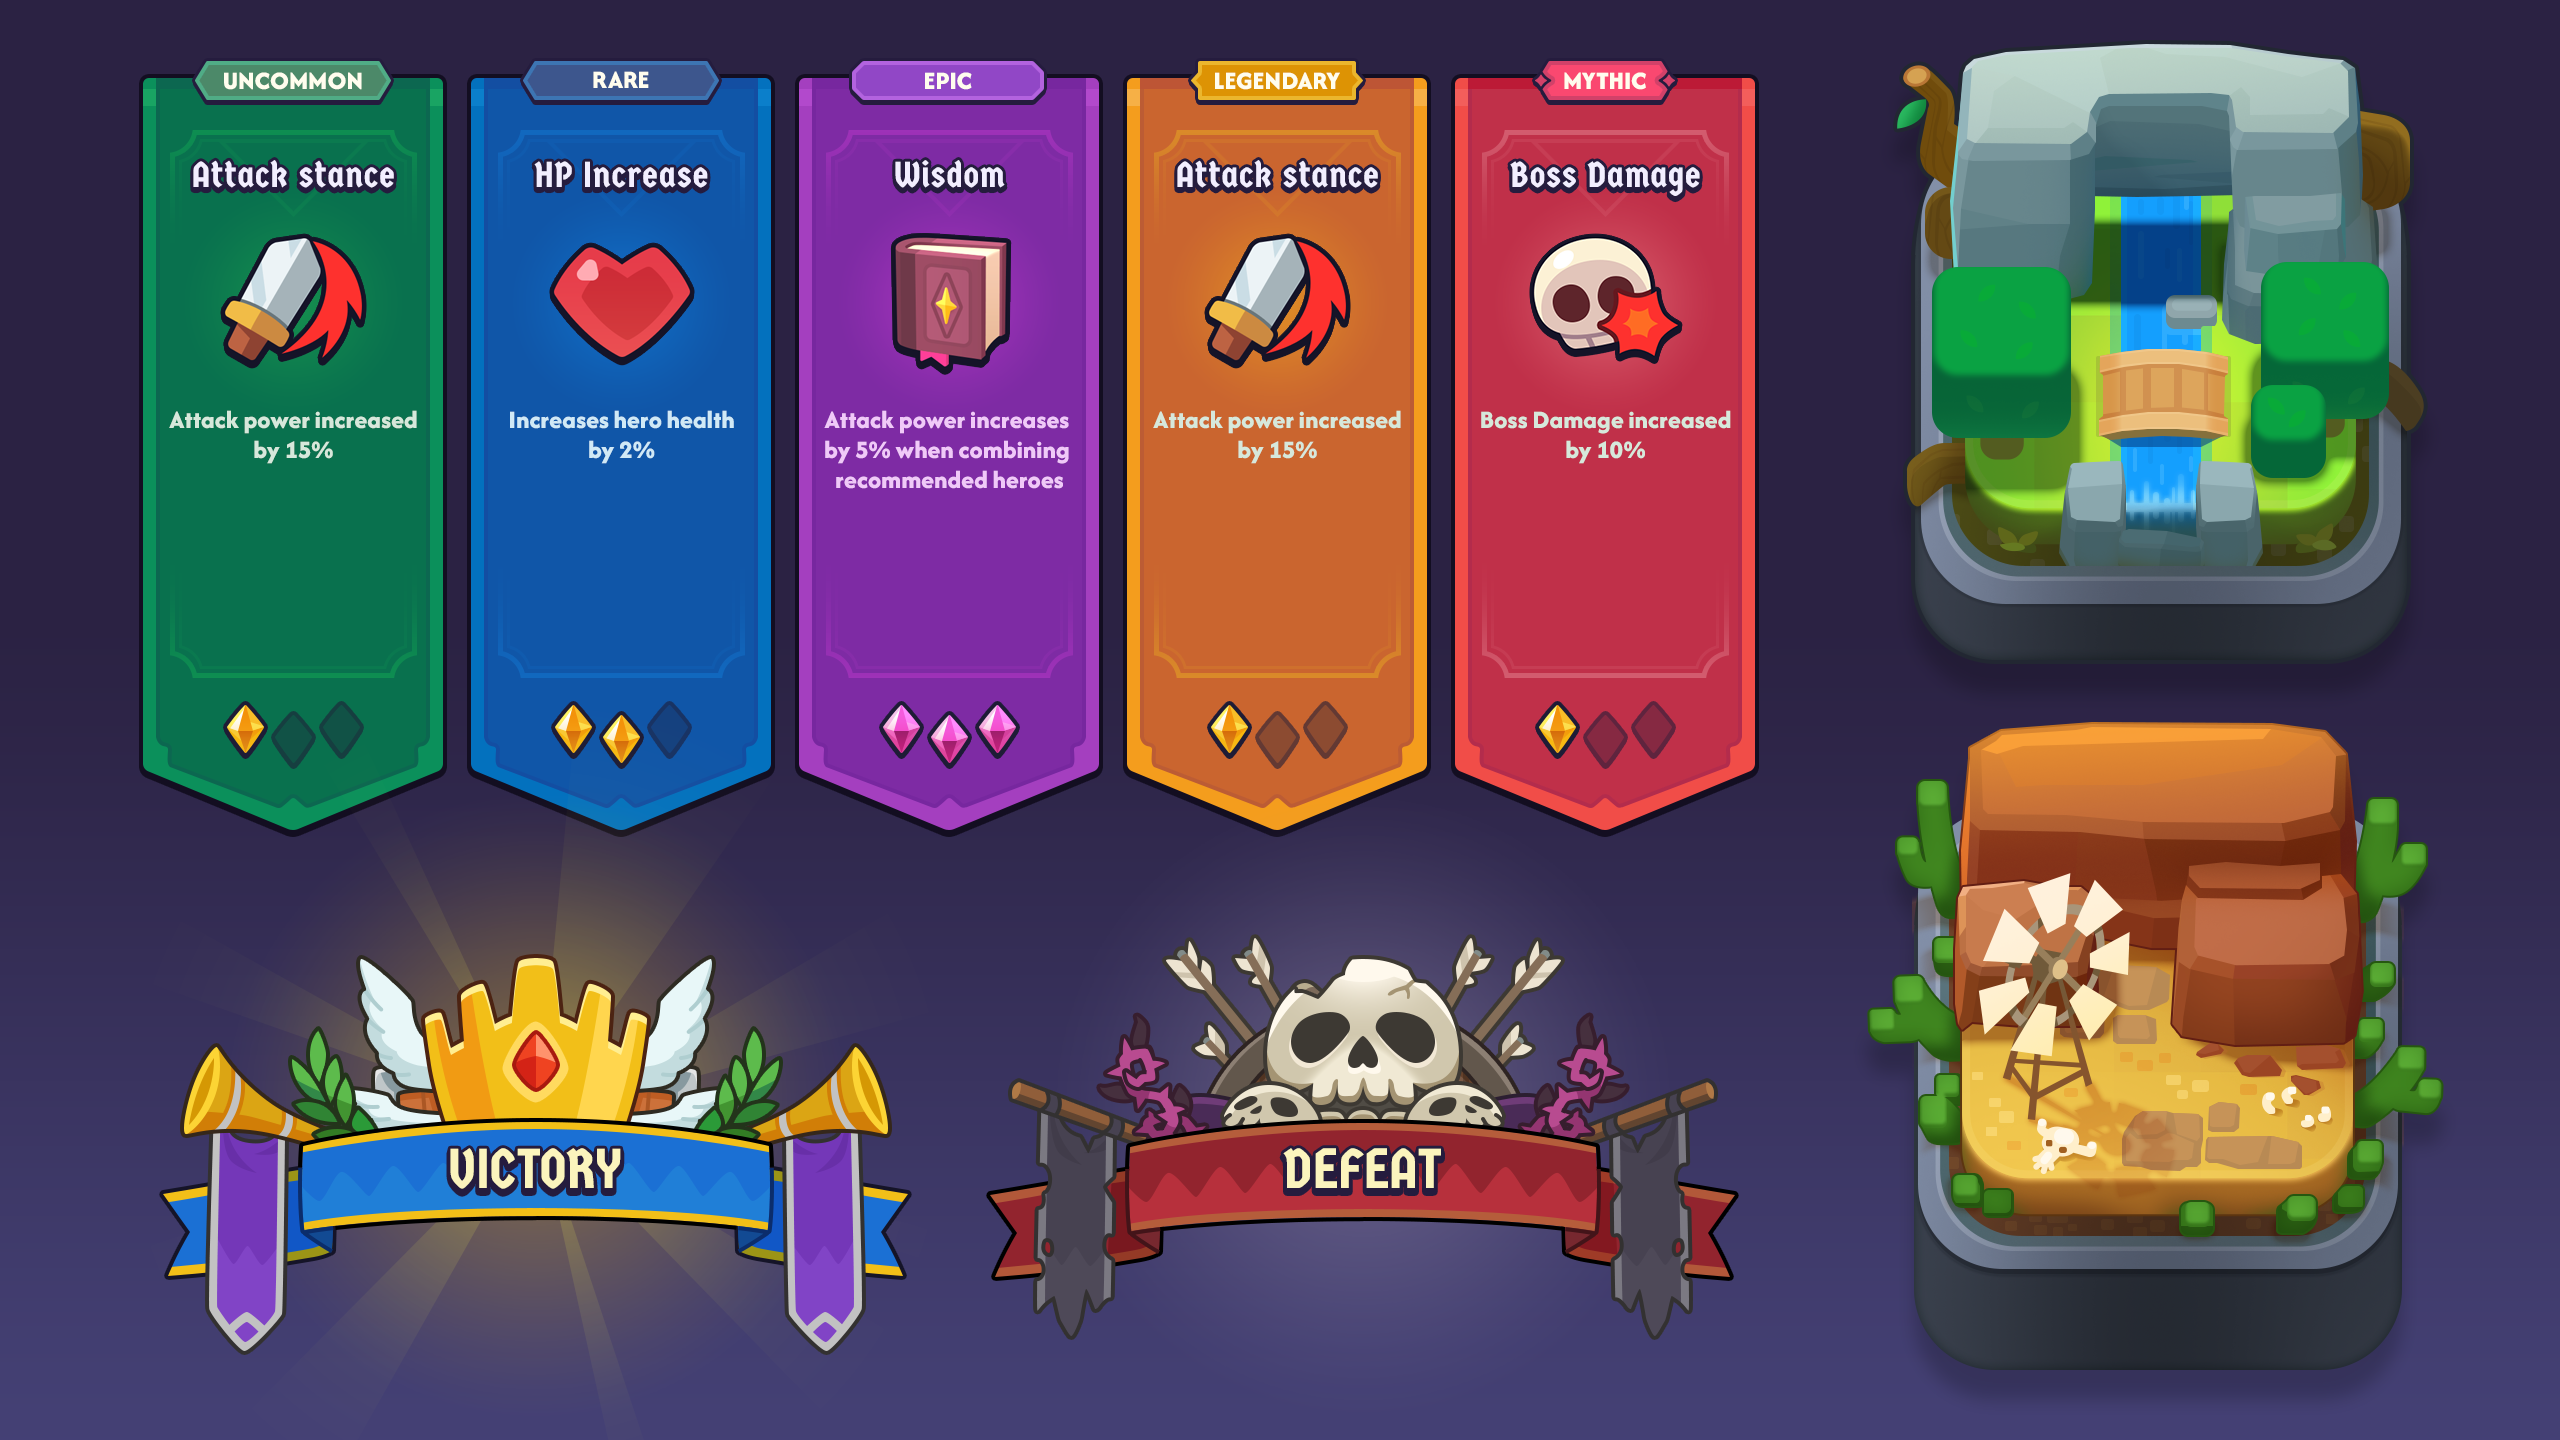 UNCOMMON
Attack stance
Attack power increased
by 15%
RARE
HP Increase
Increases hero health
by 2%
EPIC
Wisdom
Attack power increases
by 5% when combining
recommended heroes
LEGENDARY
Attack stance
Attack power increased
by 15%
MYTHIC
Boss Damage
Boss Damage increased
by 10%
VICTORY
DEFEAT